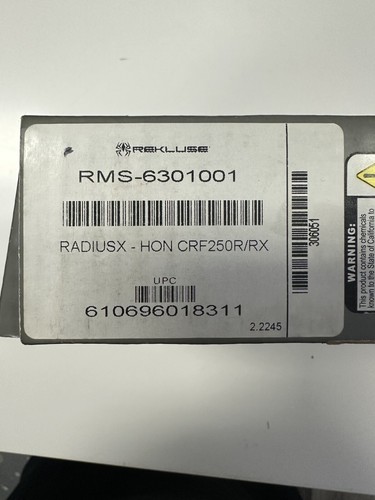 REKLUSE
RMS-6301001
RADIUSX - HON CRF250R/RX
UPC
610696018311
2.2245
306051
WARNING:
This product contains chemicals
known to the State of California to